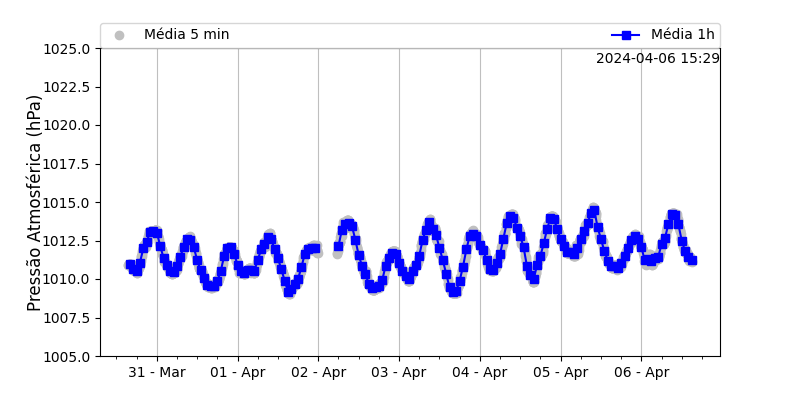 Média 5 min
Média 1h
2024-04-06 15:29
Pressão Atmosférica (hPa)
1025.0
1022.5
1020.0
1017.5
1015.0
1012.5
1010.0
1007.5
1005.0
31 - Mar
01 - Apr
02 - Apr
03 - Apr
04 - Apr
05 - Apr
06 - Apr